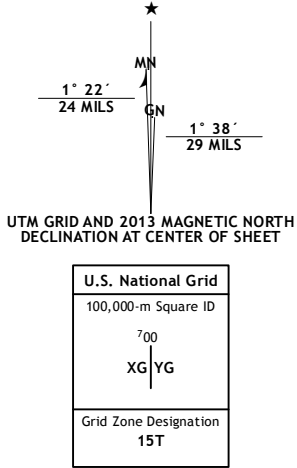 MN
1° 22´
24 MILS
GN
1° 38´
29 MILS
UTM GRID AND 2013 MAGNETIC NORTH
DECLINATION AT CENTER OF SHEET
U.S. National Grid
100,000-m Square ID
⁷00
XG YG
Grid Zone Designation
15T